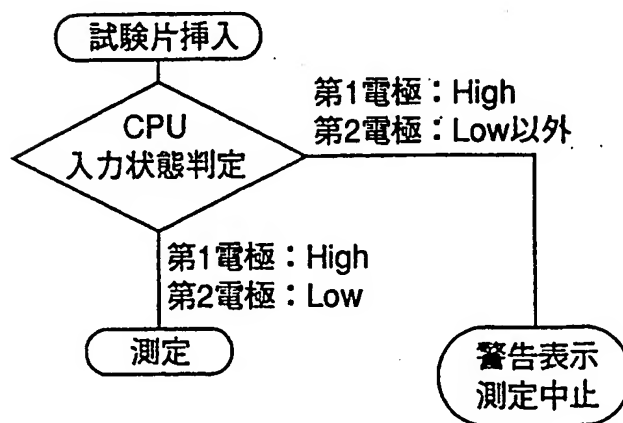 試験片挿入
CPU
入力状態判定
第1電極：High
第2電極：Low以外
第1電極：High
第2電極：Low
測定
警告表示
測定中止